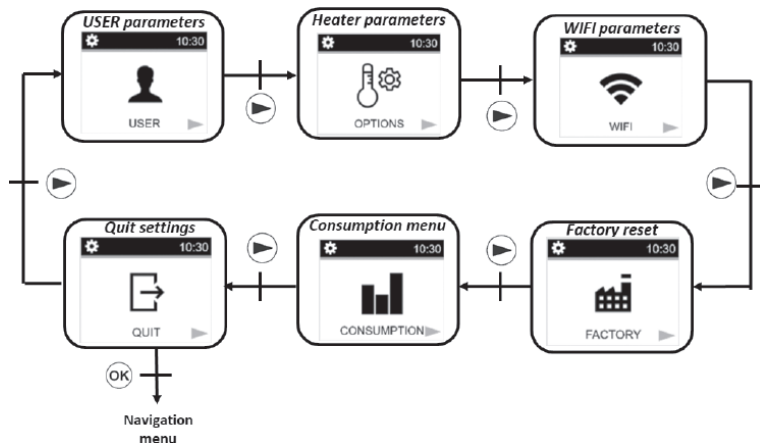 USER parameters
10:30
USER
Heater parameters
10:30
OPTIONS
WIFI parameters
10:30
WIFI
Quit settings
10:30
QUIT
Consumption menu
10:30
CONSUMPTION
Factory reset
10:30
FACTORY
OK
Navigation
menu